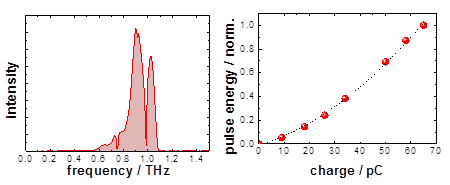 intensity
0.0 0.2 0.4 0.6 0.8 1.0 1.2 1.4
frequency / THz
pulse energy / norm.
1.0
0.8
0.6
0.4
0.2
0.0
0 10 20 30 40 50 60 70
charge / pC